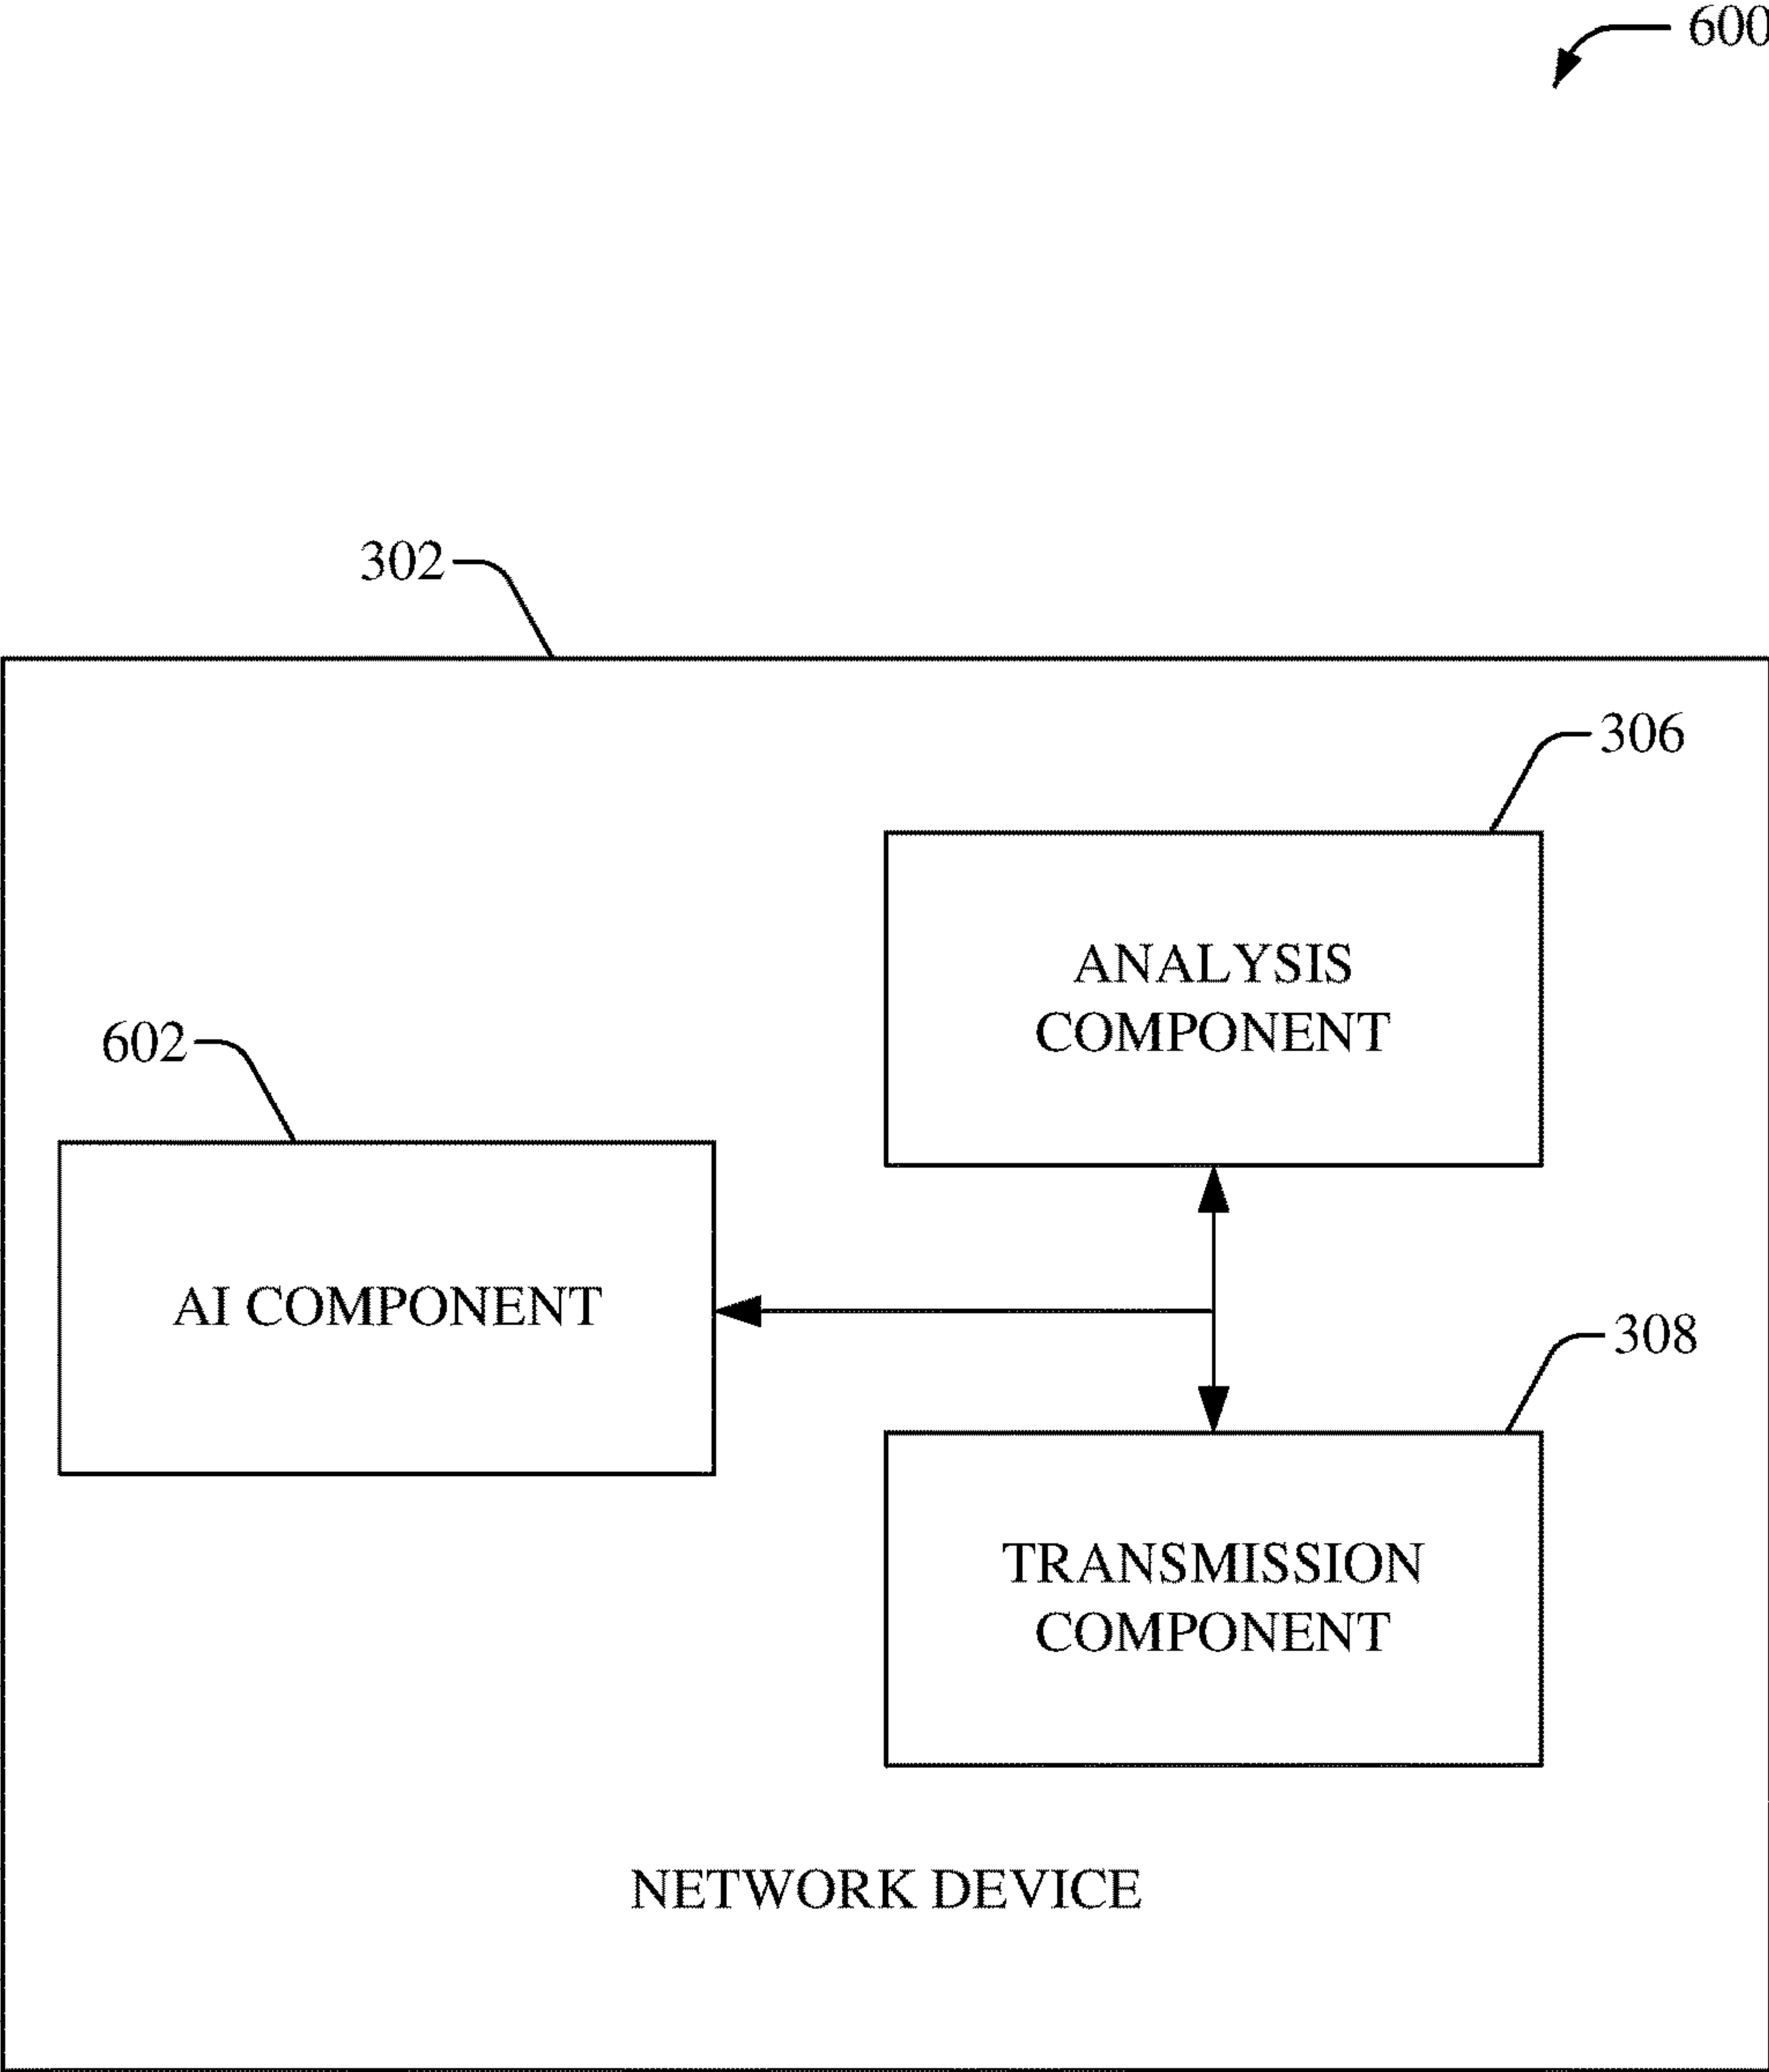 600
302
306
ANALYSIS
COMPONENT
602
AI COMPONENT
308
TRANSMISSION
COMPONENT
NETWORK DEVICE